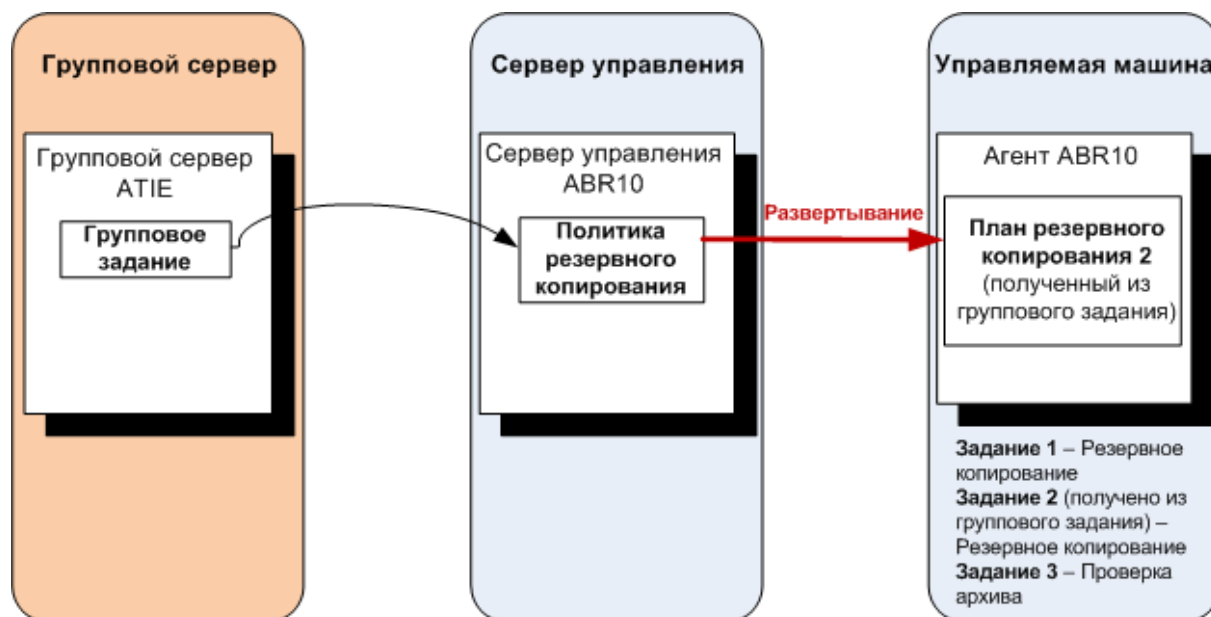 Групповой сервер
Групповой сервер
ATIE
Групповое
задание
Сервер управления
Сервер управления
ABR10
Политика
резервного
копирования
Развертывание
Управляемая машина
Агент ABR10
План резервного
копирования 2
(полученный из
группового задания)
Задание 1 – Резервное
копирование
Задание 2 (получено из
группового задания) –
Резервное копирование
Задание 3 – Проверка
архива